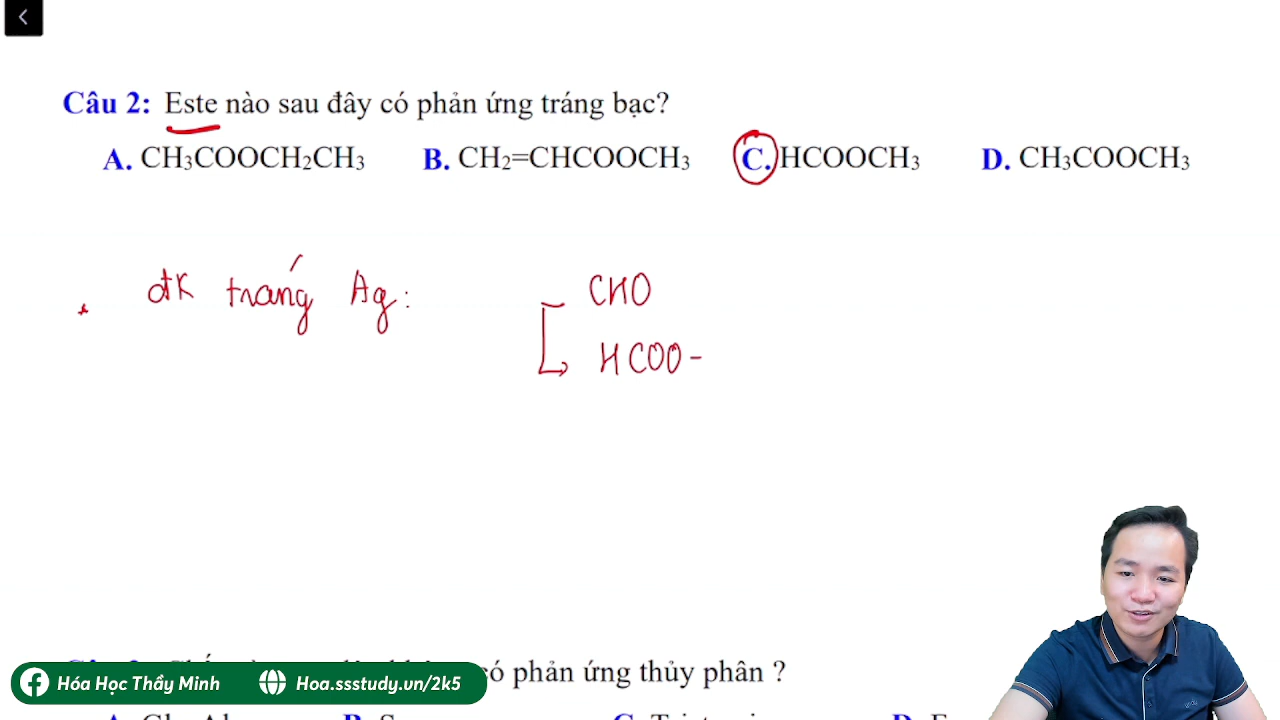 Câu 2: Este nào sau đây có phản ứng tráng bạc?
A. CH₃COOCH₂CH₃ B. CH₂=CHCOOCH₃ C. HCOOCH₃ D. CH₃COOCH₃
đk tráng Ag: CHO
HCOO -
có phản ứng thủy phân ?
Hóa Học Thầy Minh Hoa.ssstudy.vn/2k5